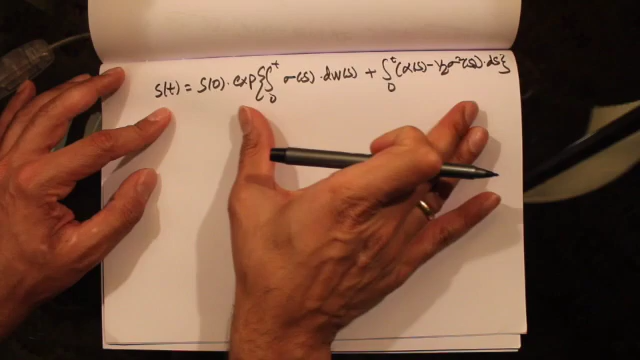 S(t) = S(0) · exp{∫₀ᵗ σ(s) · dW(s) + ∫₀ᵗ (α(s) − ½σ²(s)) · ds}